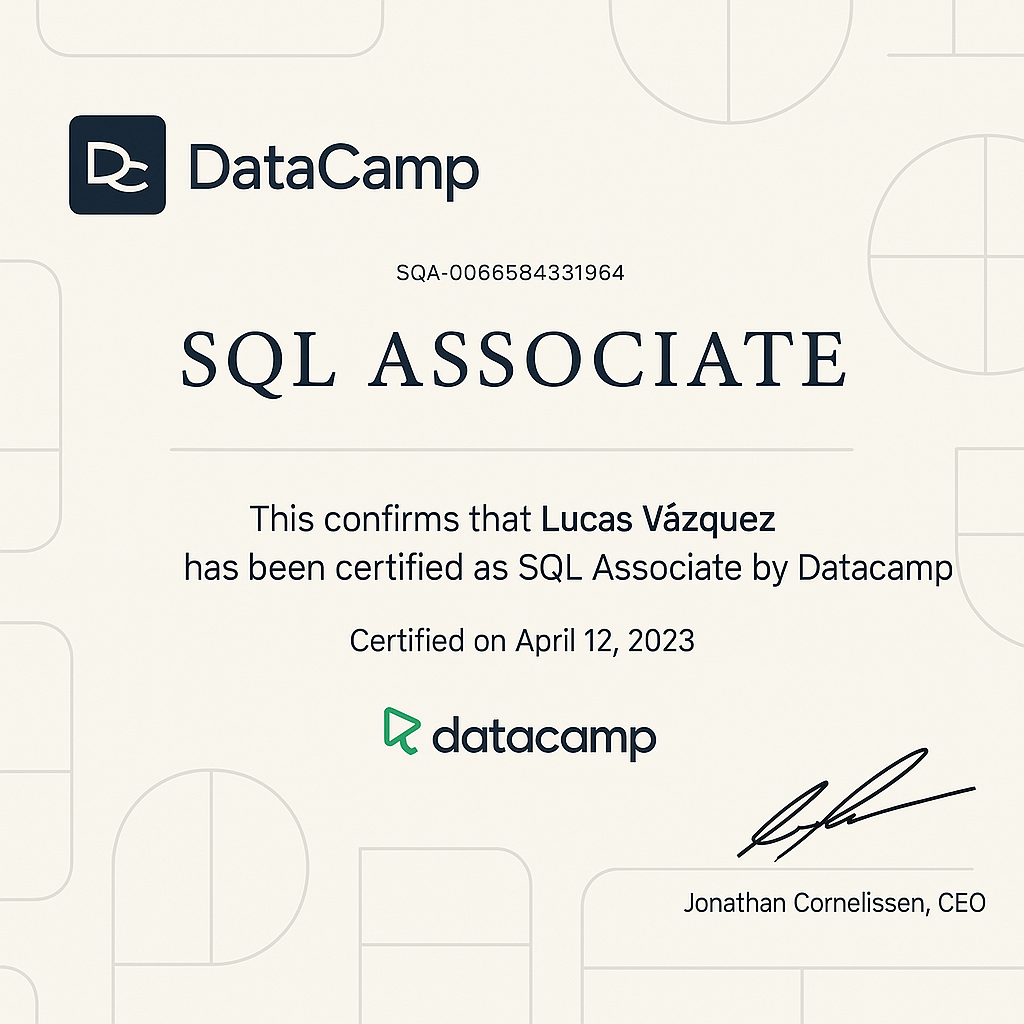 DC DataCamp
SQA-0066584331964
SQL ASSOCIATE
This confirms that Lucas Vázquez
has been certified as SQL Associate by Datacamp
Certified on April 12, 2023
datacamp
Jonathan Cornelissen, CEO